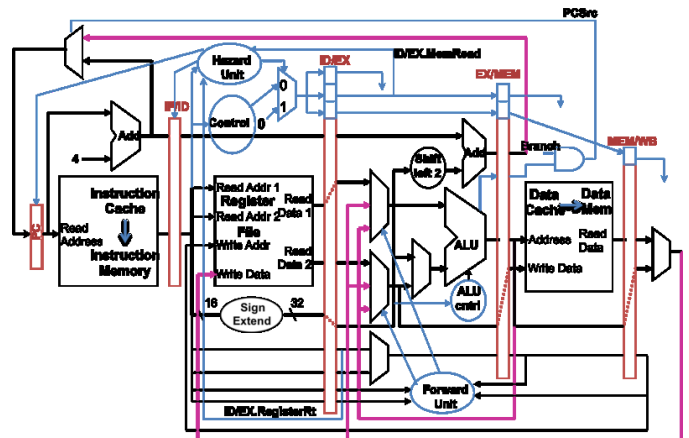 PCSrc
ID/EX
ID/EX.MemRead
EX/MEM
Hazard
Unit
0
1
IF/ID
Control
0
Add
4
Branch
MEM/WB
Add
Shift
left 2
Instruction
Cache
Instruction
Memory
PC
Read
Address
Read Addr 1
Register
Read Addr 2
File
Write Addr
Write Data
Read
Data 1
Read
Data 2
ALU
ALU
cntrl
Data
Cache
Data
Mem
Address
Read
Data
Write Data
16
Sign
Extend
32
Forward
Unit
ID/EX.RegisterRt